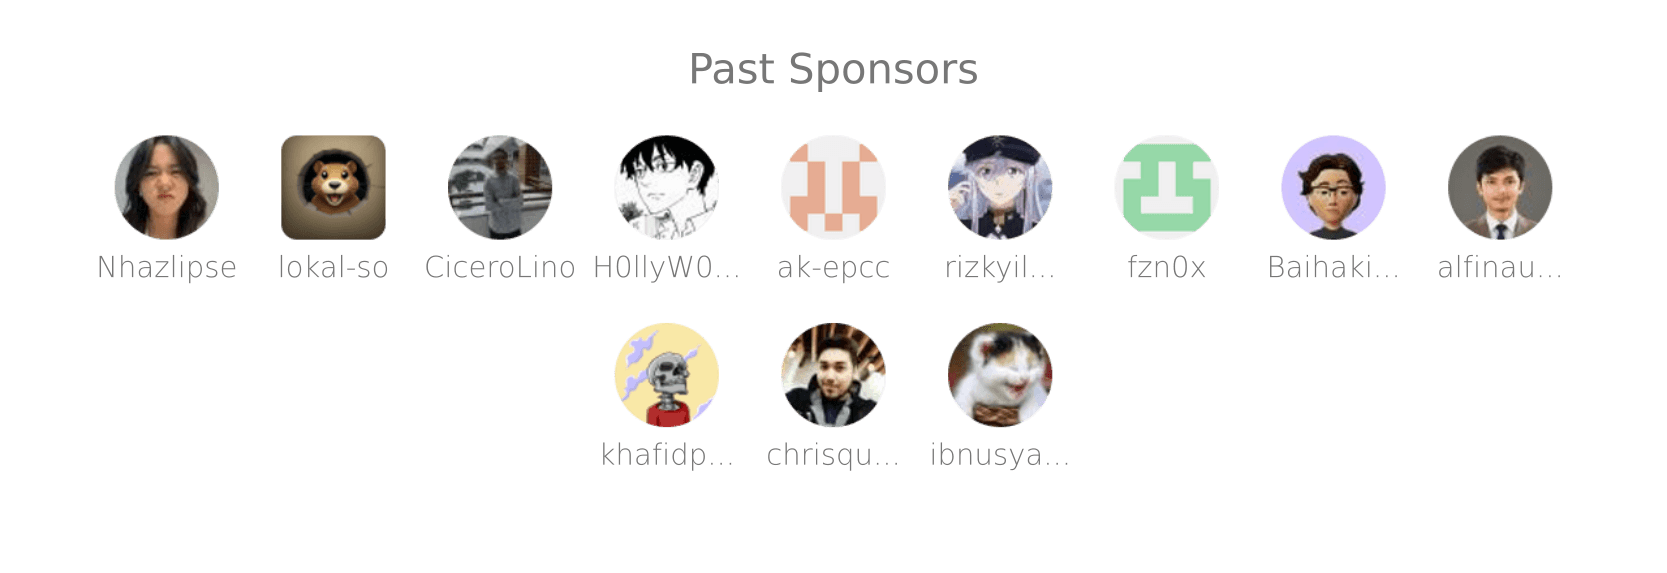 Past Sponsors
Nhazlipse lokal-so CiceroLino H0llyW0... ak-epcc rizkyil... fzn0x Baihaki... alfinau...
khafidp... chrisqu... ibnusya...